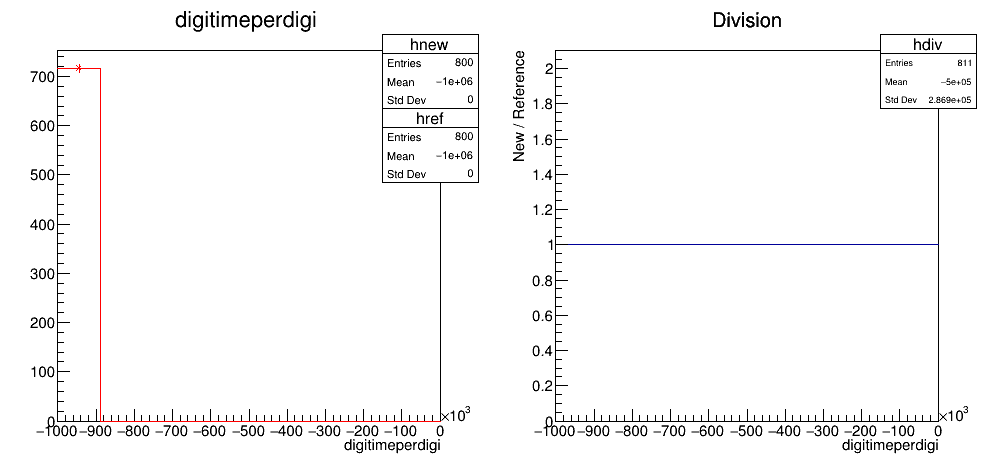 digitimeperdigi
hnew
Entries 800
Mean −1e+06
Std Dev 0
href
Entries 800
Mean −1e+06
Std Dev 0
700
600
500
400
300
200
100
0
−1000 −900 −800 −700 −600 −500 −400 −300 −200 −100 0
×10³
digitimeperdigi
Division
hdiv
Entries 811
Mean −5e+05
Std Dev 2.869e+05
New / Reference
2
1.8
1.6
1.4
1.2
1
0.8
0.6
0.4
0.2
0
−1000 −900 −800 −700 −600 −500 −400 −300 −200 −100 0
×10³
digitimeperdigi